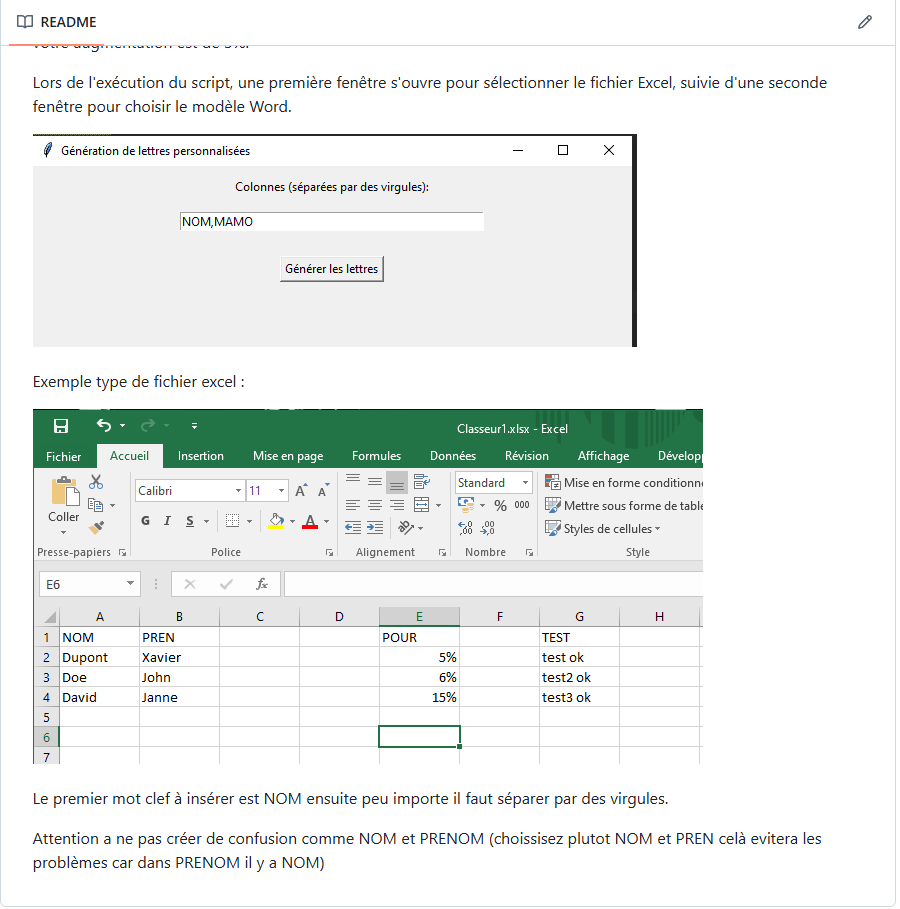 README
Lors de l'exécution du script, une première fenêtre s'ouvre pour sélectionner le fichier Excel, suivie d'une seconde
fenêtre pour choisir le modèle Word.
Génération de lettres personnalisées
Colonnes (séparées par des virgules):
NOM,MAMO
Générer les lettres
Exemple type de fichier excel :
Classeur1.xlsx - Excel
Fichier Accueil Insertion Mise en page Formules Données Révision Affichage
Calibri 11 A A Standard Mise en forme
Coller G I S A % 000 Mettre sous forme de
,00 Styles de cellules
Presse-papiers Police Alignement Nombre Style
E6 fx
A B C D E F G H
1 NOM PREN POUR TEST
2 Dupont Xavier 5% test ok
3 Doe John 6% test2 ok
4 David Janne 15% test3 ok
5
6
7
Le premier mot clef à insérer est NOM ensuite peu importe il faut séparer par des virgules.
Attention a ne pas créer de confusion comme NOM et PRENOM (choissisez plutot NOM et PREN celà evitera les
problèmes car dans PRENOM il y a NOM)